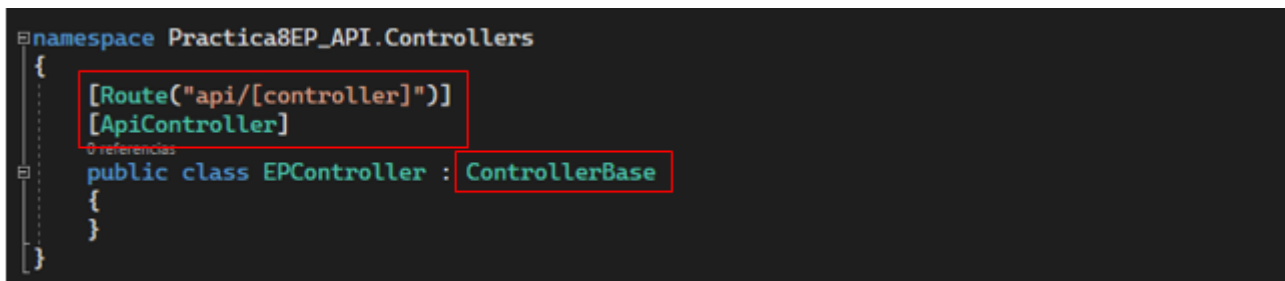 namespace Practica8EP_API.Controllers
{
[Route("api/[controller]")]
[ApiController]
0 referencias
public class EPController : ControllerBase
{
}
}